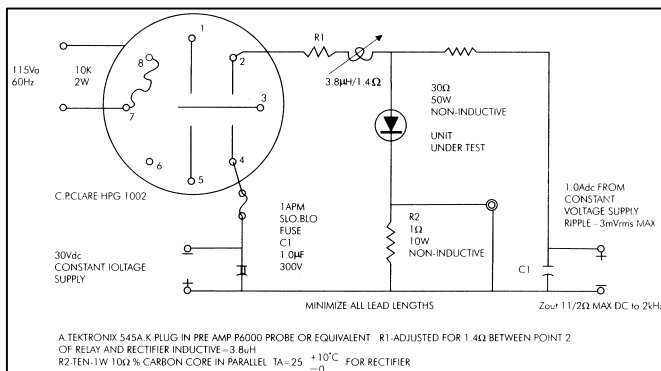 R1
1
2
3
4
5
6
7
8
115Va
60Hz
10K
2W
3.8µH/1.4Ω
30Ω
50W
NON-INDUCTIVE
UNIT
UNDER TEST
C.P.CLARE HPG 1002
1APM
SLO.BLO
FUSE
C1
1.0µF
300V
R2
1Ω
10W
NON-INDUCTIVE
1.0Adc FROM
CONSTANT
VOLTAGE SUPPLY
RIPPLE=3mVrms MAX
30Vdc
CONSTANT IOLTAGE
SUPPLY
−
+
C1
+
−
MINIMIZE ALL LEAD LENGTHS
Zout 11/2Ω MAX DC to 2kHz
A.TEKTRONIX 545A.K PLUG IN PRE AMP P6000 PROBE OR EQUIVALENT R1-ADJUSTED FOR 1.4Ω BETWEEN POINT 2
OF RELAY AND RECTIFIER INDUCTIVE=3.8uH
R2-TEN-1W 10Ω % CARBON CORE IN PARALLEL TA=25 +10°C −0 FOR RECTIFIER